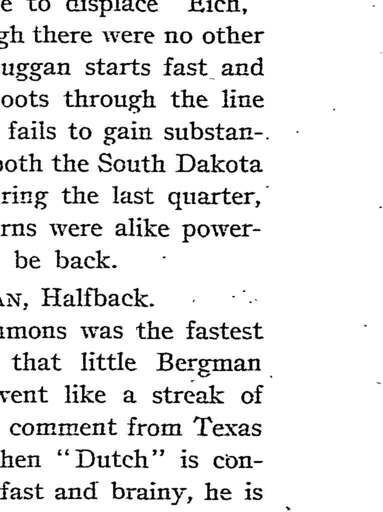 e to displace "Eich,
gh there were no other
uggan starts fast and
oots through the line
fails to gain substan-
both the South Dakota
ring the last quarter,
rns were alike power-
be back.
AN, Halfback.
mmons was the fastest
that little Bergman
went like a streak of
comment from Texas
hen "Dutch" is con-
fast and brainy, he is